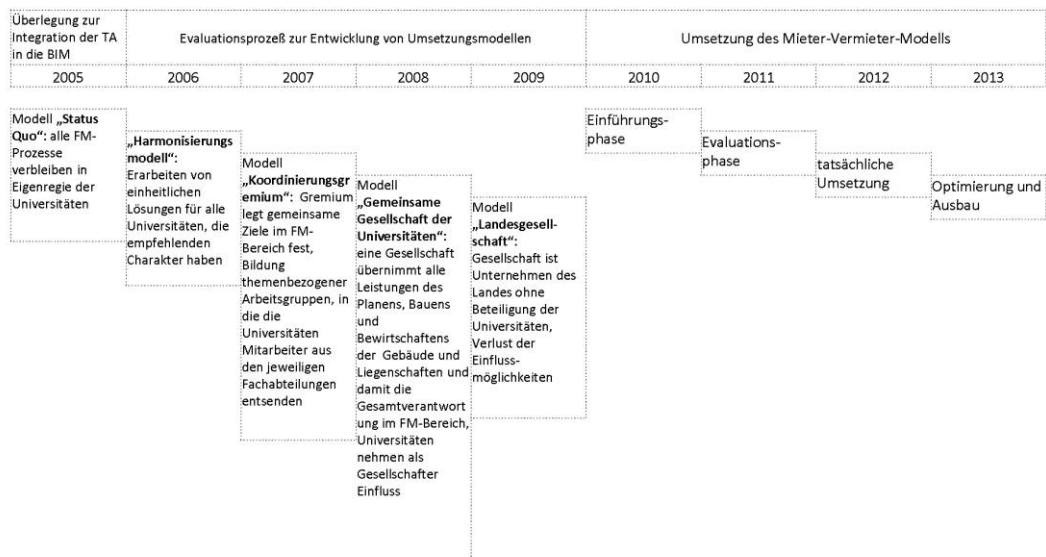 Überlegung zur
Integration der TA
in die BIM
Evaluationsprozeß zur Entwicklung von Umsetzungsmodellen
Umsetzung des Mieter-Vermieter-Modells
2005
2006
2007
2008
2009
2010
2011
2012
2013
Modell „Status
Quo“: alle FM-
Prozesse
verbleiben in
Eigenregie der
Universitäten
„Harmonisierungs
modell“:
Erarbeiten von
einheitlichen
Lösungen für alle
Universitäten, die
empfehlenden
Charakter haben
Modell
„Koordinierungsgr
emium“: Gremium
legt gemeinsame
Ziele im FM-
Bereich fest,
Bildung
themenbezogener
Arbeitsgruppen, in
die die
Universitäten
Mitarbeiter aus
den jeweiligen
Fachabteilungen
entsenden
Modell
„Gemeinsame
Gesellschaft der
Universitäten“:
eine Gesellschaft
übernimmt alle
Leistungen des
Planens, Bauens
und
Bewirtschaftens
der Gebäude und
Liegenschaften und
damit die
Gesamtverantwort
ung im FM-Bereich,
Universitäten
nehmen als
Gesellschafter
Einfluss
Modell
„Landesgesell-
schaft“:
Gesellschaft ist
Unternehmen des
Landes ohne
Beteiligung der
Universitäten,
Verlust der
Einfluss-
möglichkeiten
Einführungs-
phase
Evaluations-
phase
tatsächliche
Umsetzung
Optimierung und
Ausbau